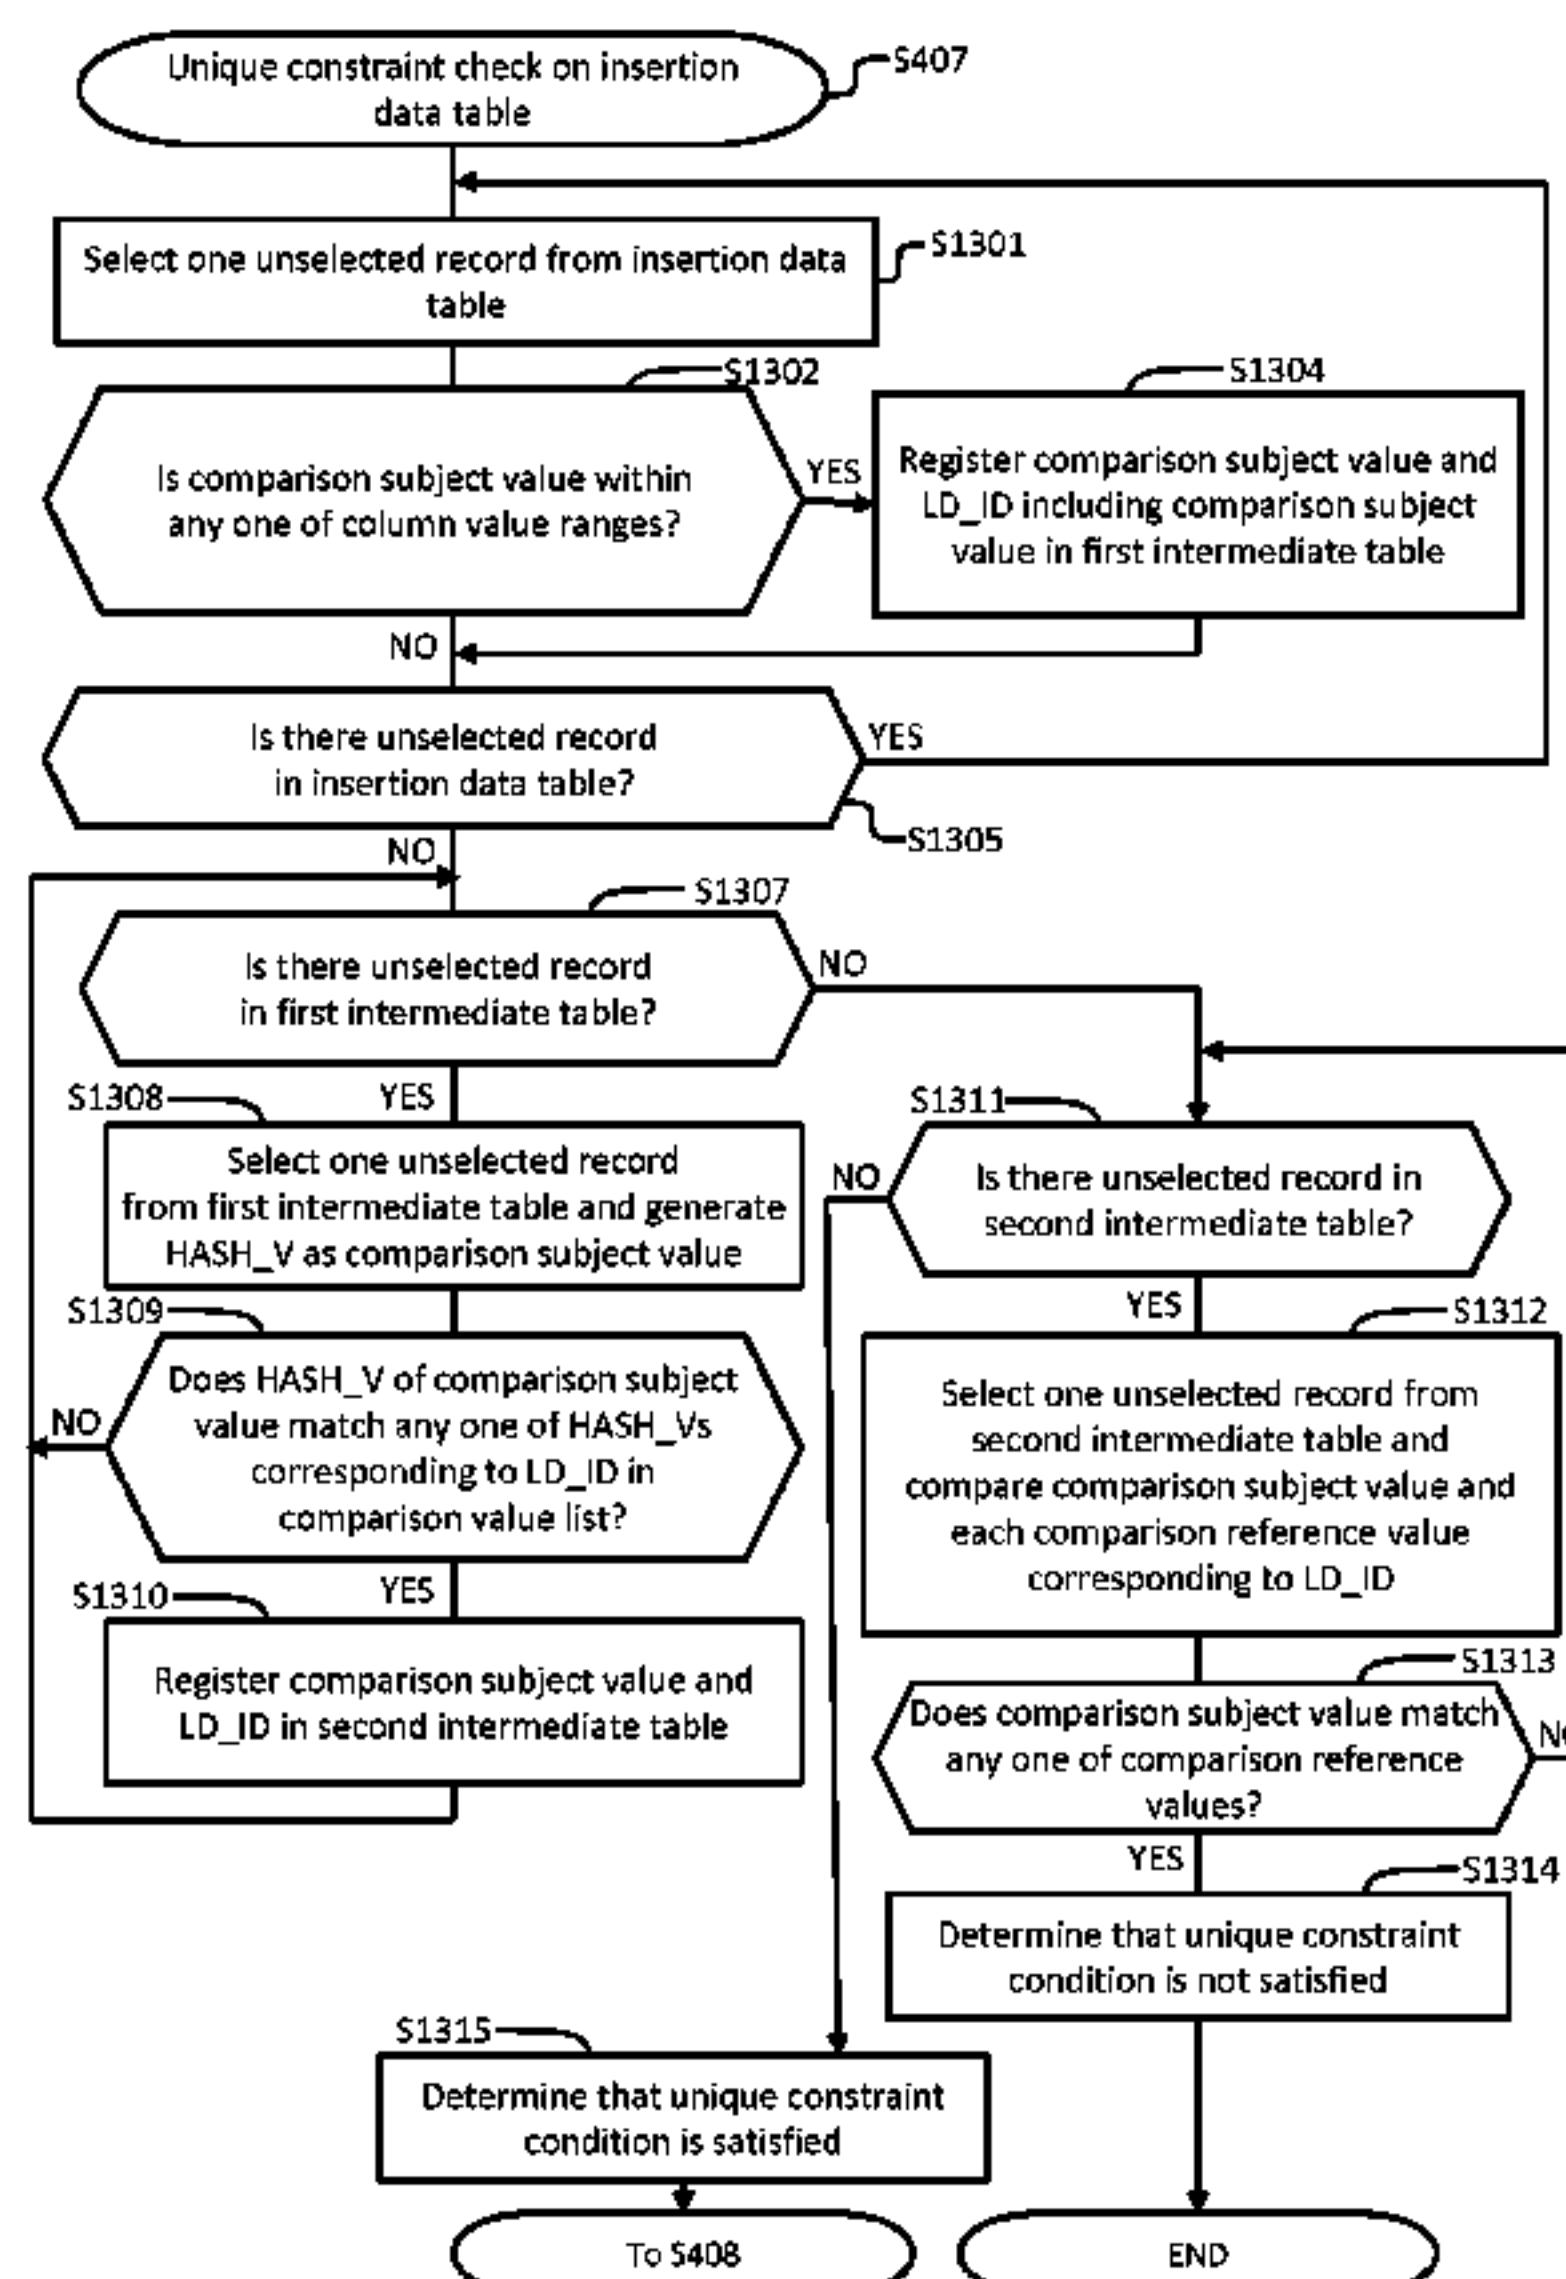 Unique constraint check on insertion
data table
S407
Select one unselected record from insertion data
table
S1301
S1302
Is comparison subject value within
any one of column value ranges?
YES
S1304
Register comparison subject value and
LD_ID including comparison subject
value in first intermediate table
NO
Is there unselected record
in insertion data table?
YES
S1305
NO
S1307
Is there unselected record
in first intermediate table?
NO
YES
S1308
Select one unselected record
from first intermediate table and generate
HASH_V as comparison subject value
S1309
Does HASH_V of comparison subject
value match any one of HASH_Vs
corresponding to LD_ID in
comparison value list?
NO
YES
S1310
Register comparison subject value and
LD_ID in second intermediate table
S1311
Is there unselected record in
second intermediate table?
NO
YES
S1312
Select one unselected record from
second intermediate table and
compare comparison subject value and
each comparison reference value
corresponding to LD_ID
S1313
Does comparison subject value match
any one of comparison reference
values?
YES
S1314
Determine that unique constraint
condition is not satisfied
S1315
Determine that unique constraint
condition is satisfied
To S408
END